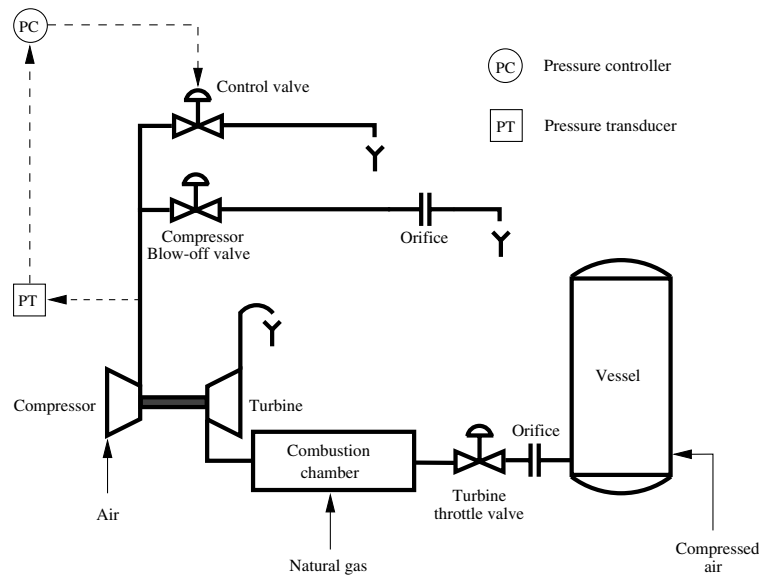 PC
Control valve
PC
Pressure controller
PT
Pressure transducer
Compressor
Blow-off valve
Orifice
PT
Vessel
Compressor
Turbine
Orifice
Combustion
chamber
Turbine
throttle valve
Air
Natural gas
Compressed
air